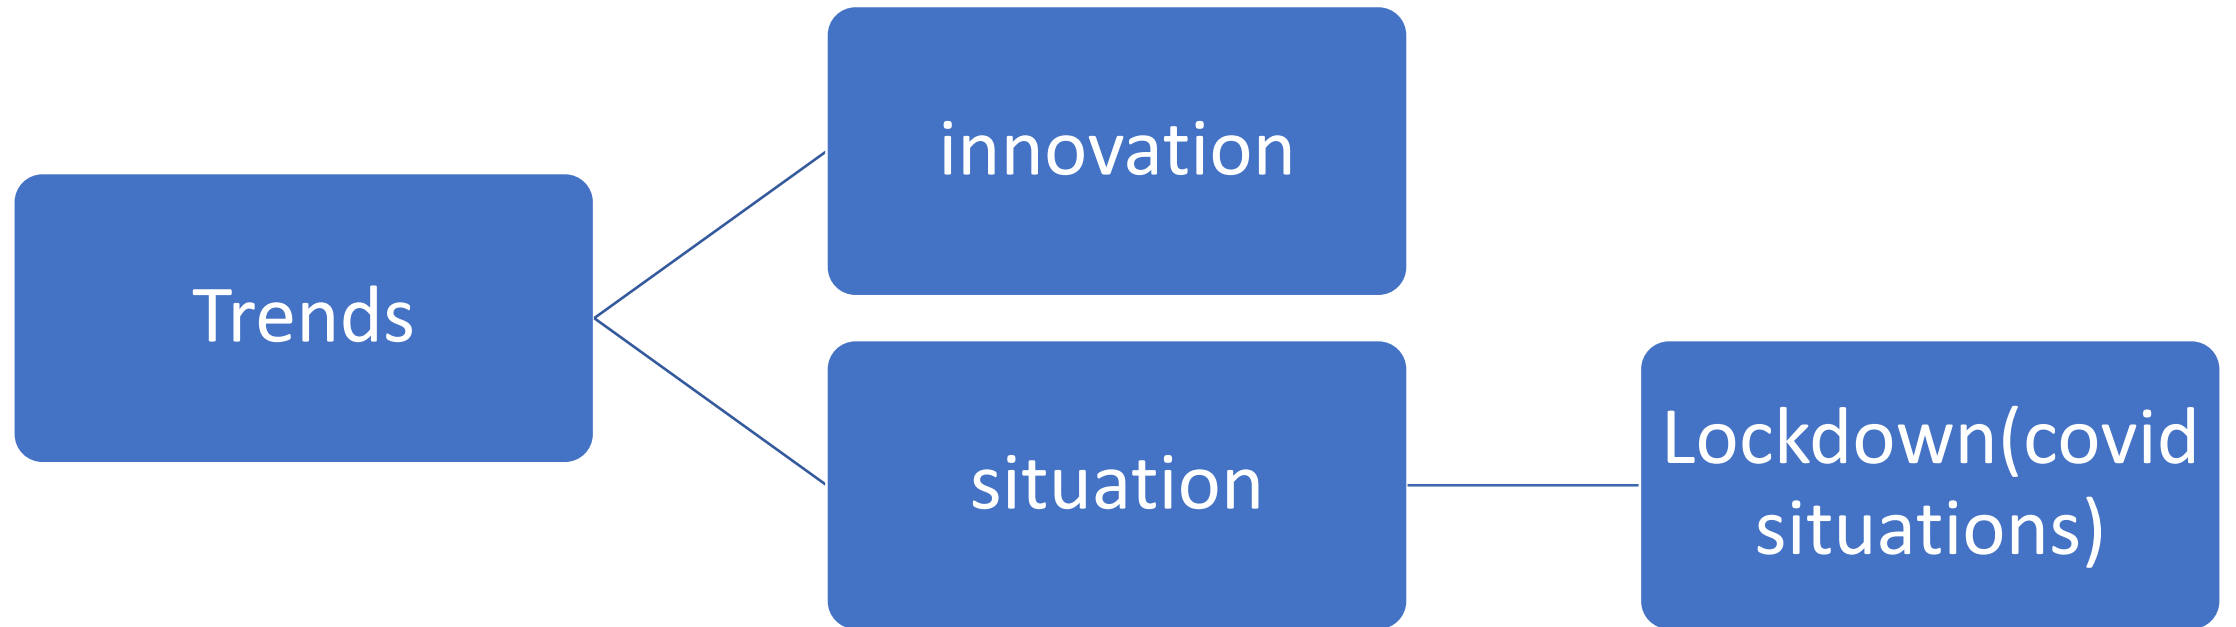 Trends
innovation
situation
Lockdown(covid
situations)